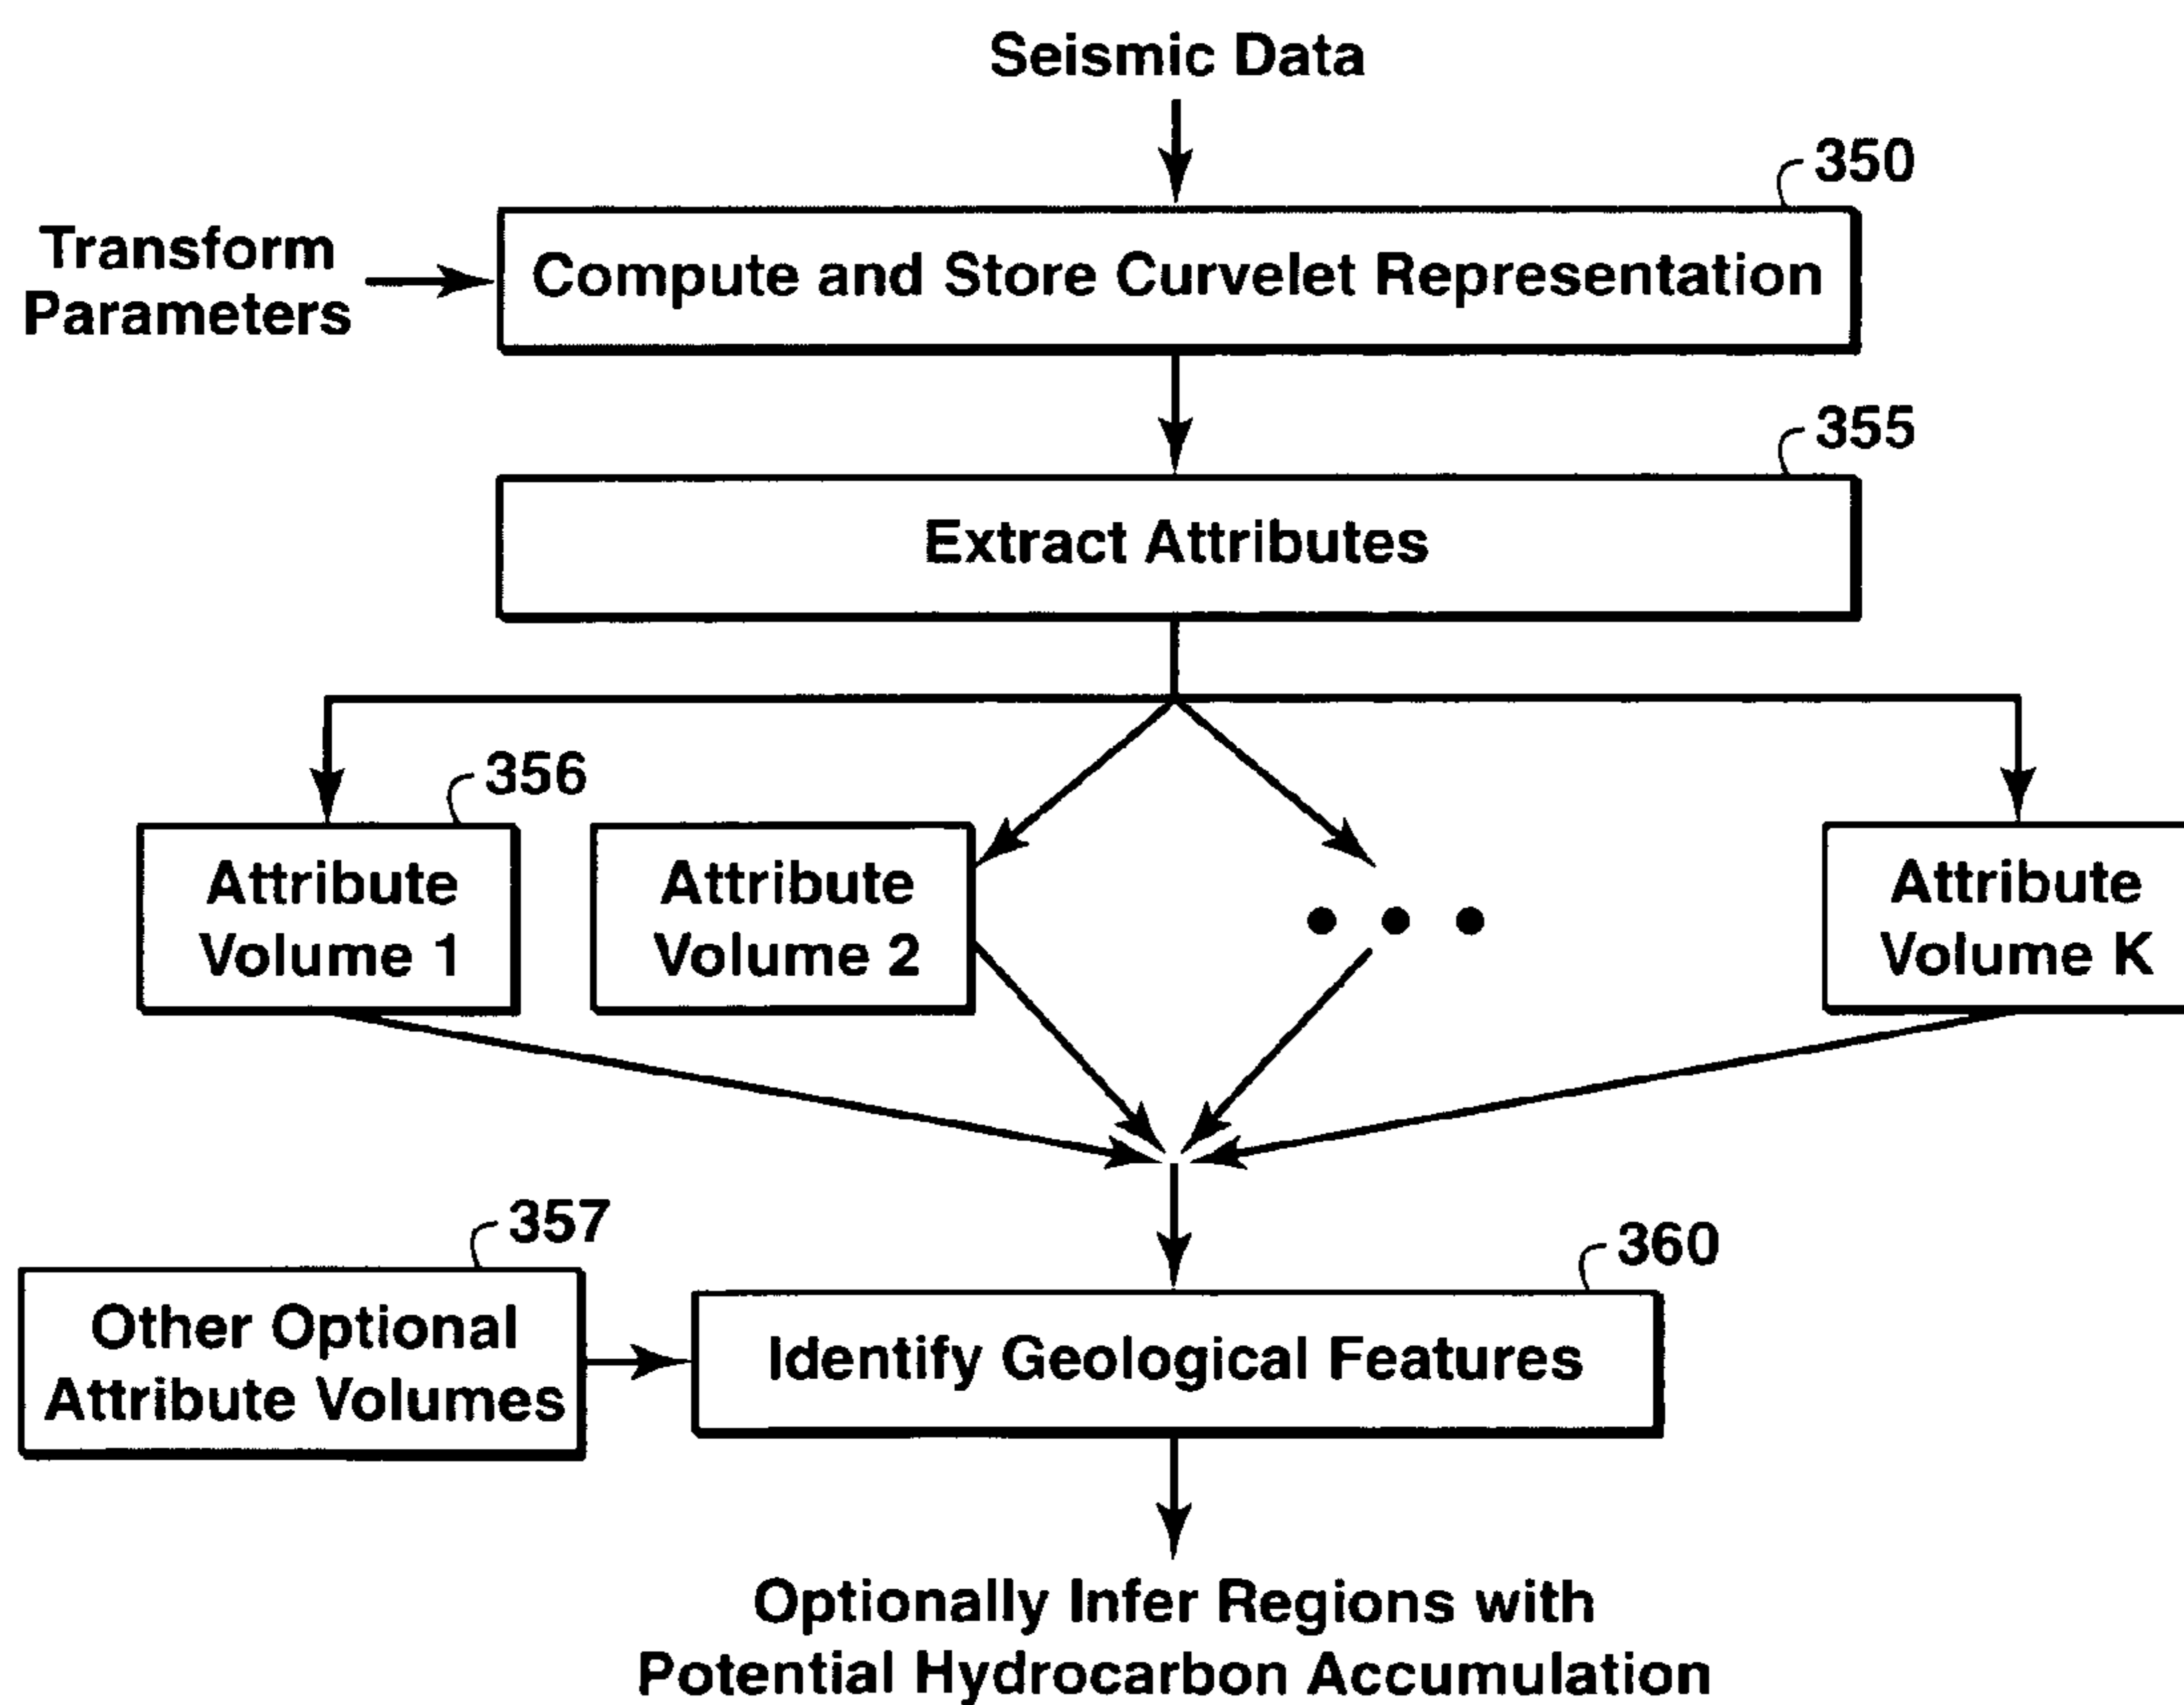 Seismic Data
350
Transform
Parameters
Compute and Store Curvelet Representation
355
Extract Attributes
356
Attribute
Volume 1
Attribute
Volume 2
Attribute
Volume K
357
Other Optional
Attribute Volumes
360
Identify Geological Features
Optionally Infer Regions with
Potential Hydrocarbon Accumulation